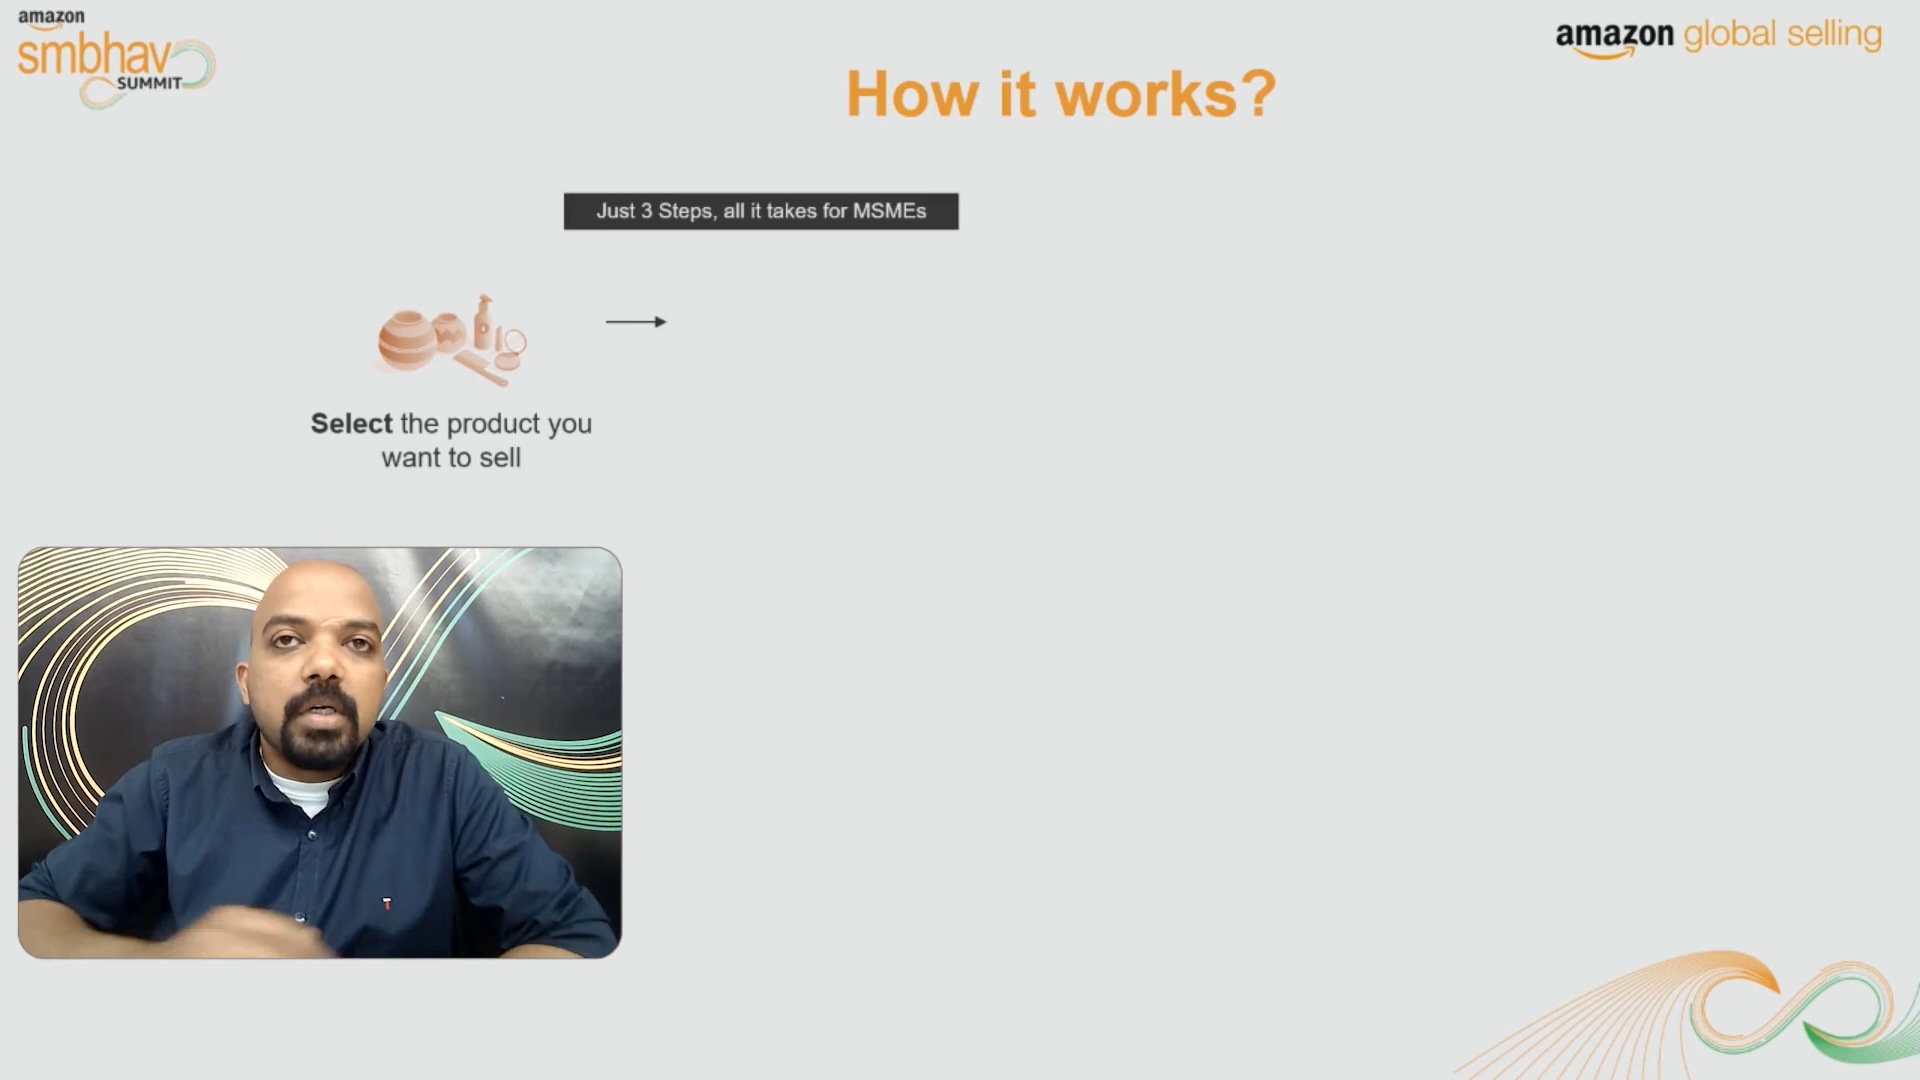 amazon
smbhav
SUMMIT
amazon global selling
How it works?
Just 3 Steps, all it takes for MSMEs
Select the product you
want to sell